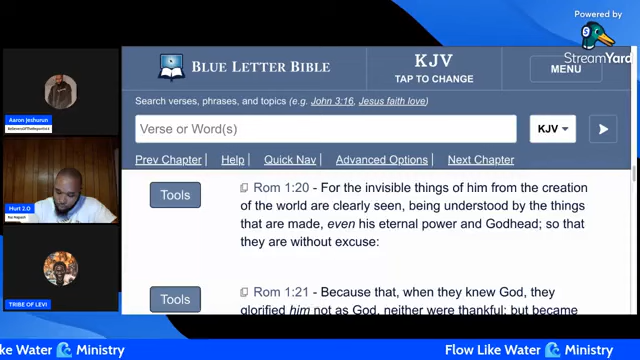 Powered by
StreamYard
BLUE LETTER BIBLE
KJV
TAP TO CHANGE
MENU
Search verses, phrases, and topics (e.g. John 3:16, Jesus faith love)
Verse or Word(s)
KJV
Prev Chapter | Help | Quick Nav | Advanced Options | Next Chapter
Tools
Rom 1:20 - For the invisible things of him from the creation
of the world are clearly seen, being understood by the things
that are made, even his eternal power and Godhead; so that
they are without excuse:
Tools
Rom 1:21 - Because that, when they knew God, they
glorified him not as God, neither were thankful; but became
Aaron Jeshurun
Hurt 2.0
TRIBE OF LEVI
ke Water Ministry
Flow Like Water Ministry